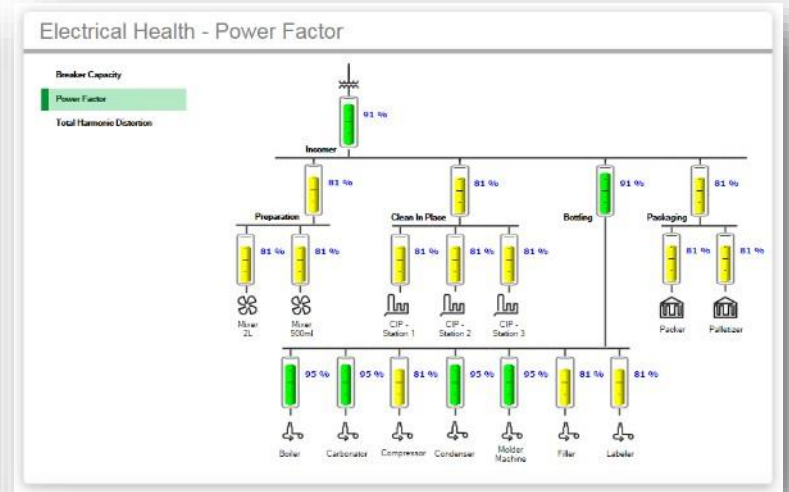 Electrical Health - Power Factor
Breaker Capacity
Power Factor
Total Harmonic Distortion
91 %
Incomer
81 %
81 %
91 %
81 %
Preparation
Clean In Place
Bottling
Packaging
81 %
81 %
81 %
81 %
81 %
81 %
81 %
Mixer
2L
Mixer
500ml
CIP -
Station 1
CIP -
Station 2
CIP -
Station 3
Packer
Palletizer
95 %
95 %
81 %
95 %
95 %
81 %
81 %
Boiler
Carbonator
Compressor
Condenser
Molder
Machine
Filler
Labeler